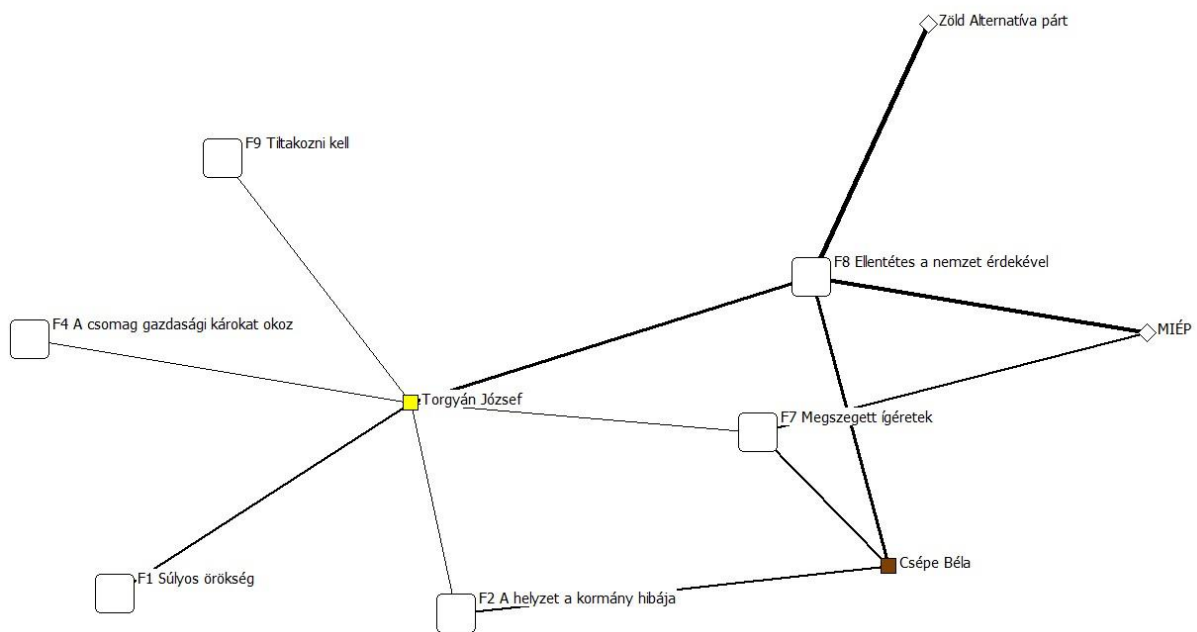 Zöld Alternatíva párt
F9 Tiltakozni kell
F8 Ellentétes a nemzet érdekével
F4 A csomag gazdasági károkat okoz
MIÉP
Torgyán József
F7 Megszegett ígéretek
Csépe Béla
F1 Súlyos örökség
F2 A helyzet a kormány hibája